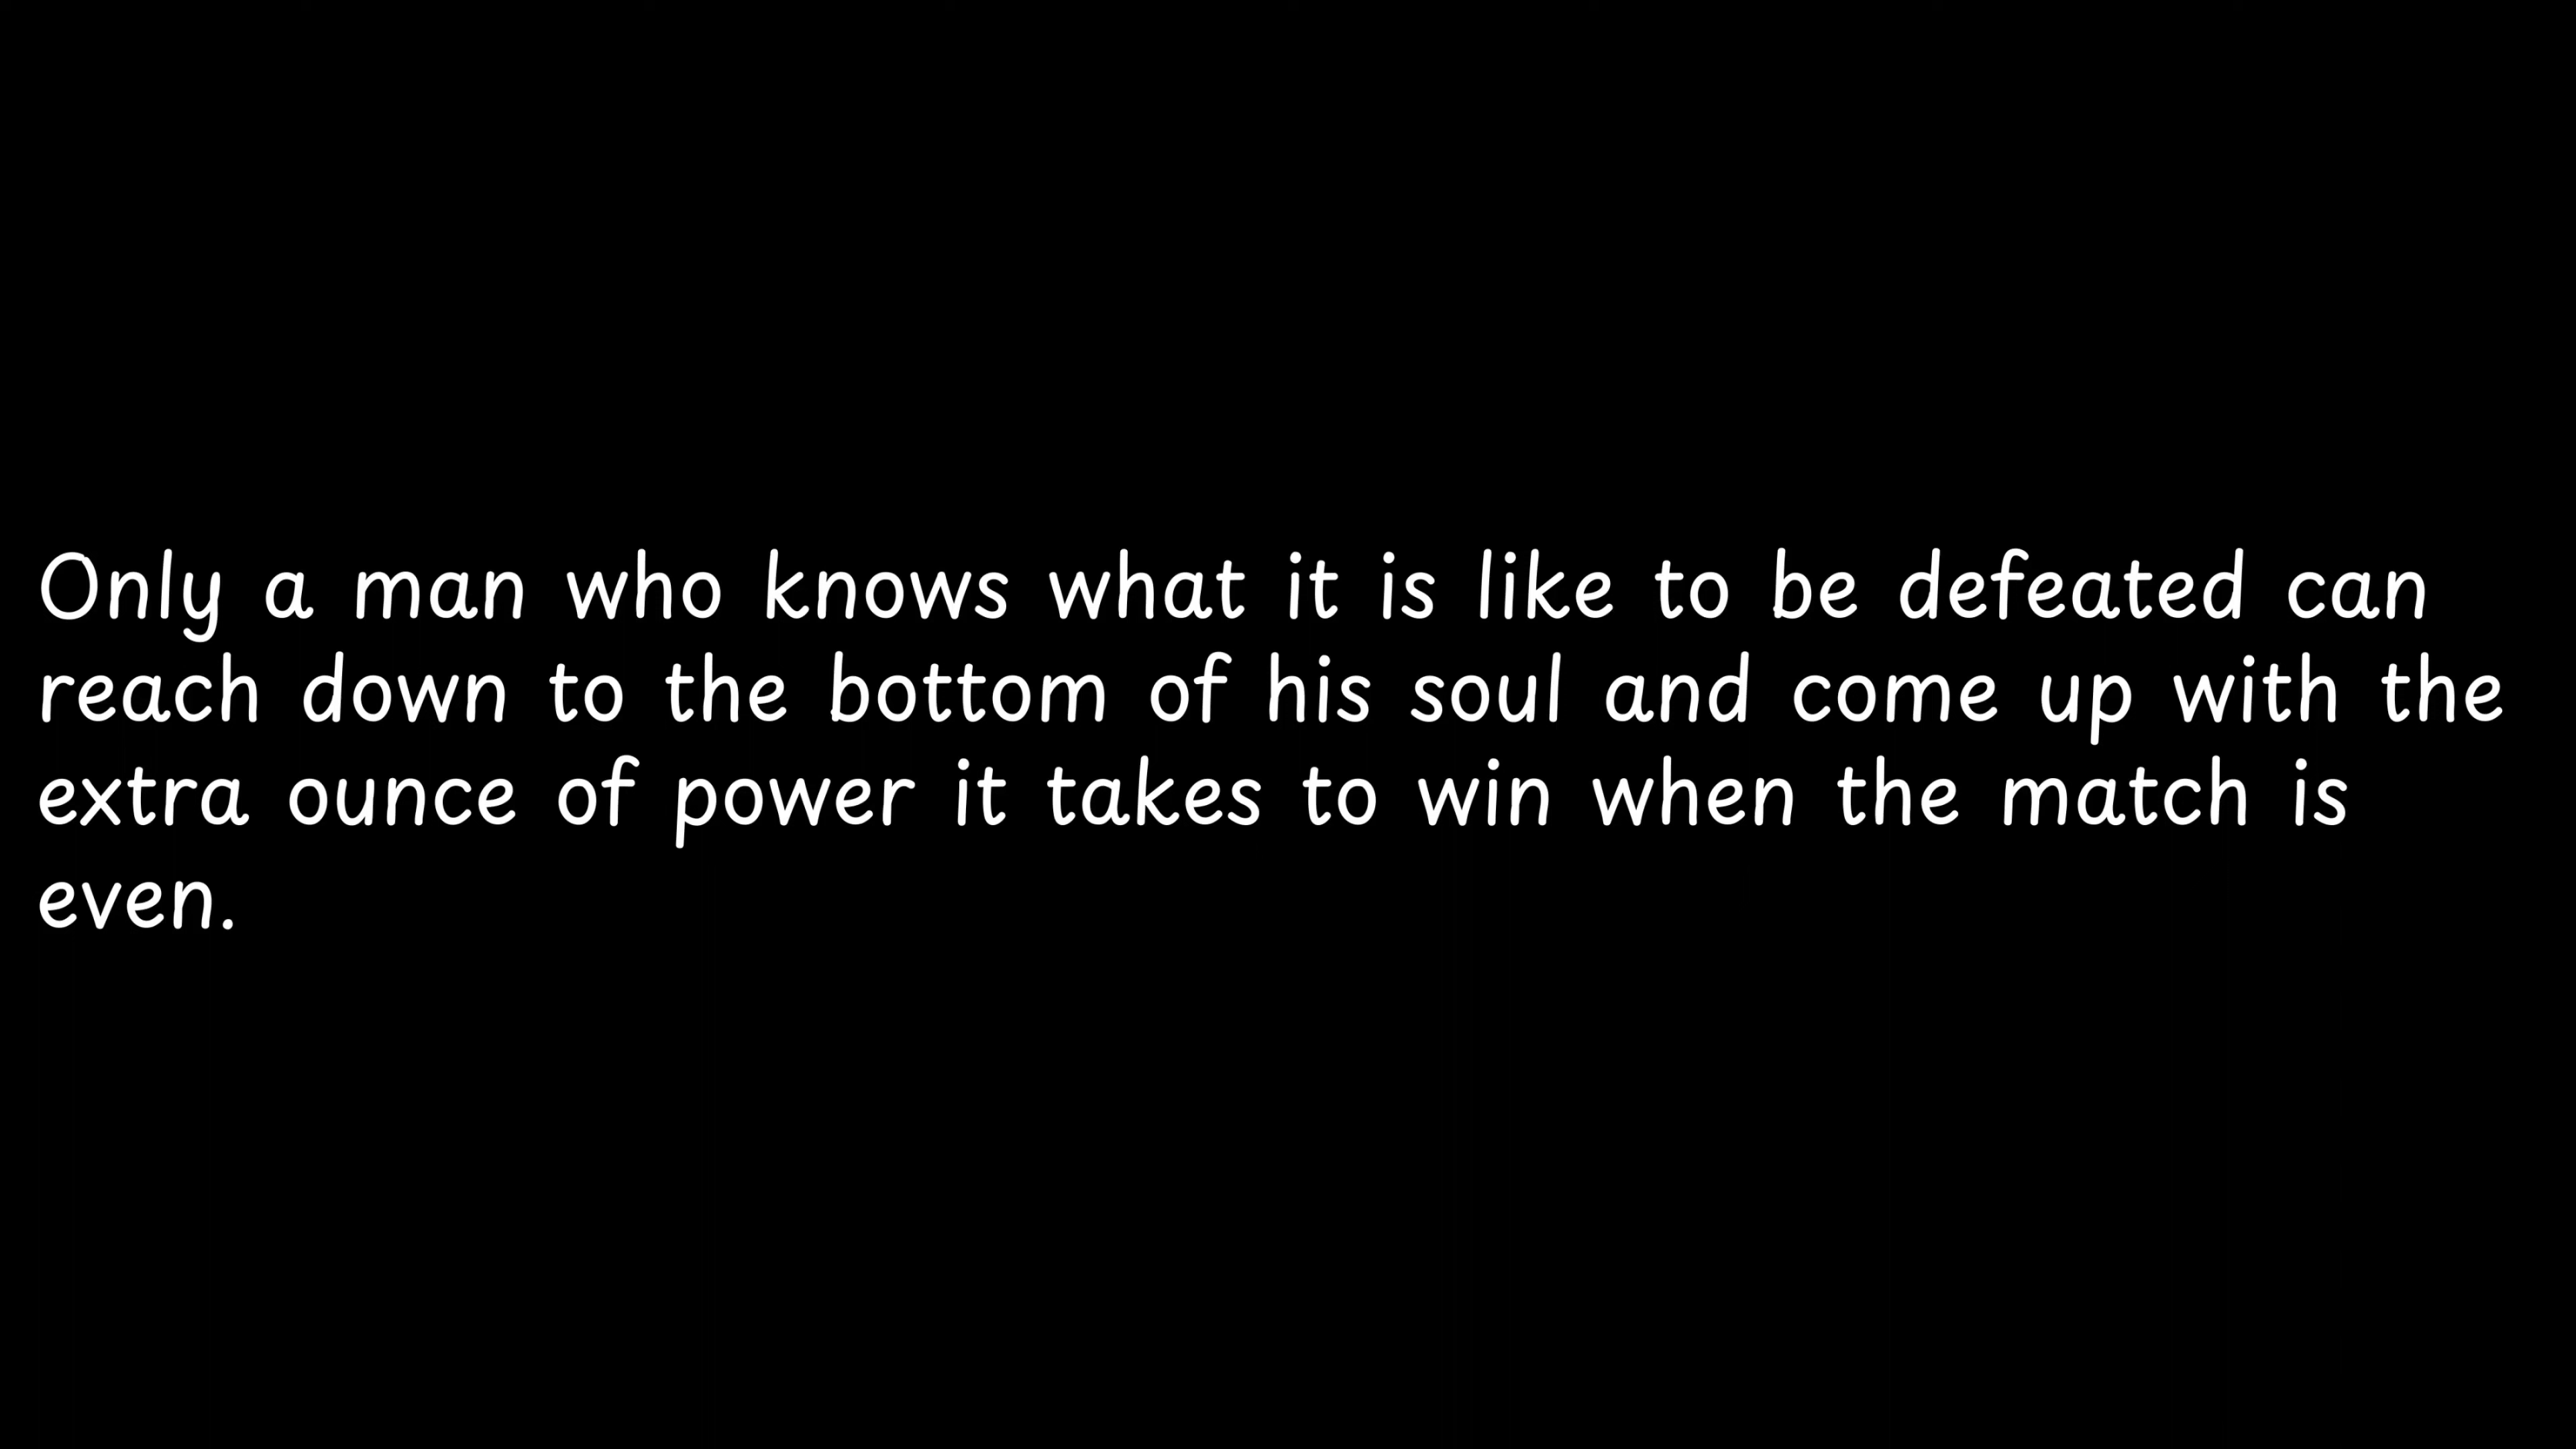 Only a man who knows what it is like to be defeated can
reach down to the bottom of his soul and come up with the
extra ounce of power it takes to win when the match is
even.